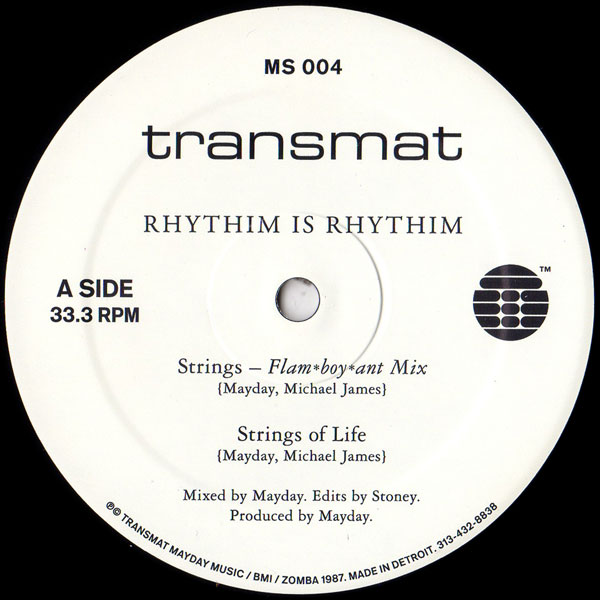 MS 004
transmat
RHYTHIM IS RHYTHIM
A SIDE
33.3 RPM
TM
Strings – Flam*boy*ant Mix
{Mayday, Michael James}
Strings of Life
{Mayday, Michael James}
Mixed by Mayday. Edits by Stoney.
Produced by Mayday.
℗© TRANSMAT MAYDAY MUSIC / BMI / ZOMBA 1987. MADE IN DETROIT. 313-432-8838